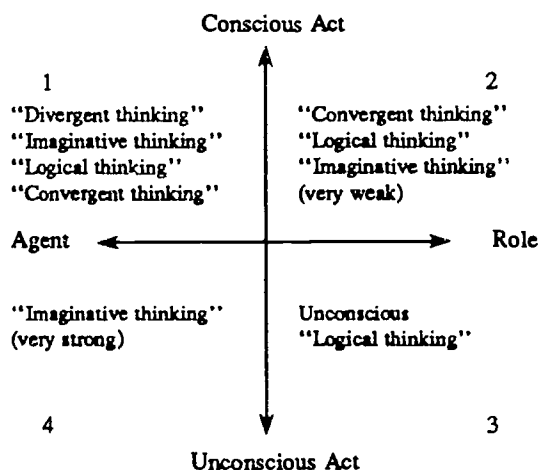 Conscious Act
1
“Divergent thinking”
“Imaginative thinking”
“Logical thinking”
“Convergent thinking”
2
“Convergent thinking”
“Logical thinking”
“Imaginative thinking”
(very weak)
Agent
Role
“Imaginative thinking”
(very strong)
Unconscious
“Logical thinking”
4
3
Unconscious Act